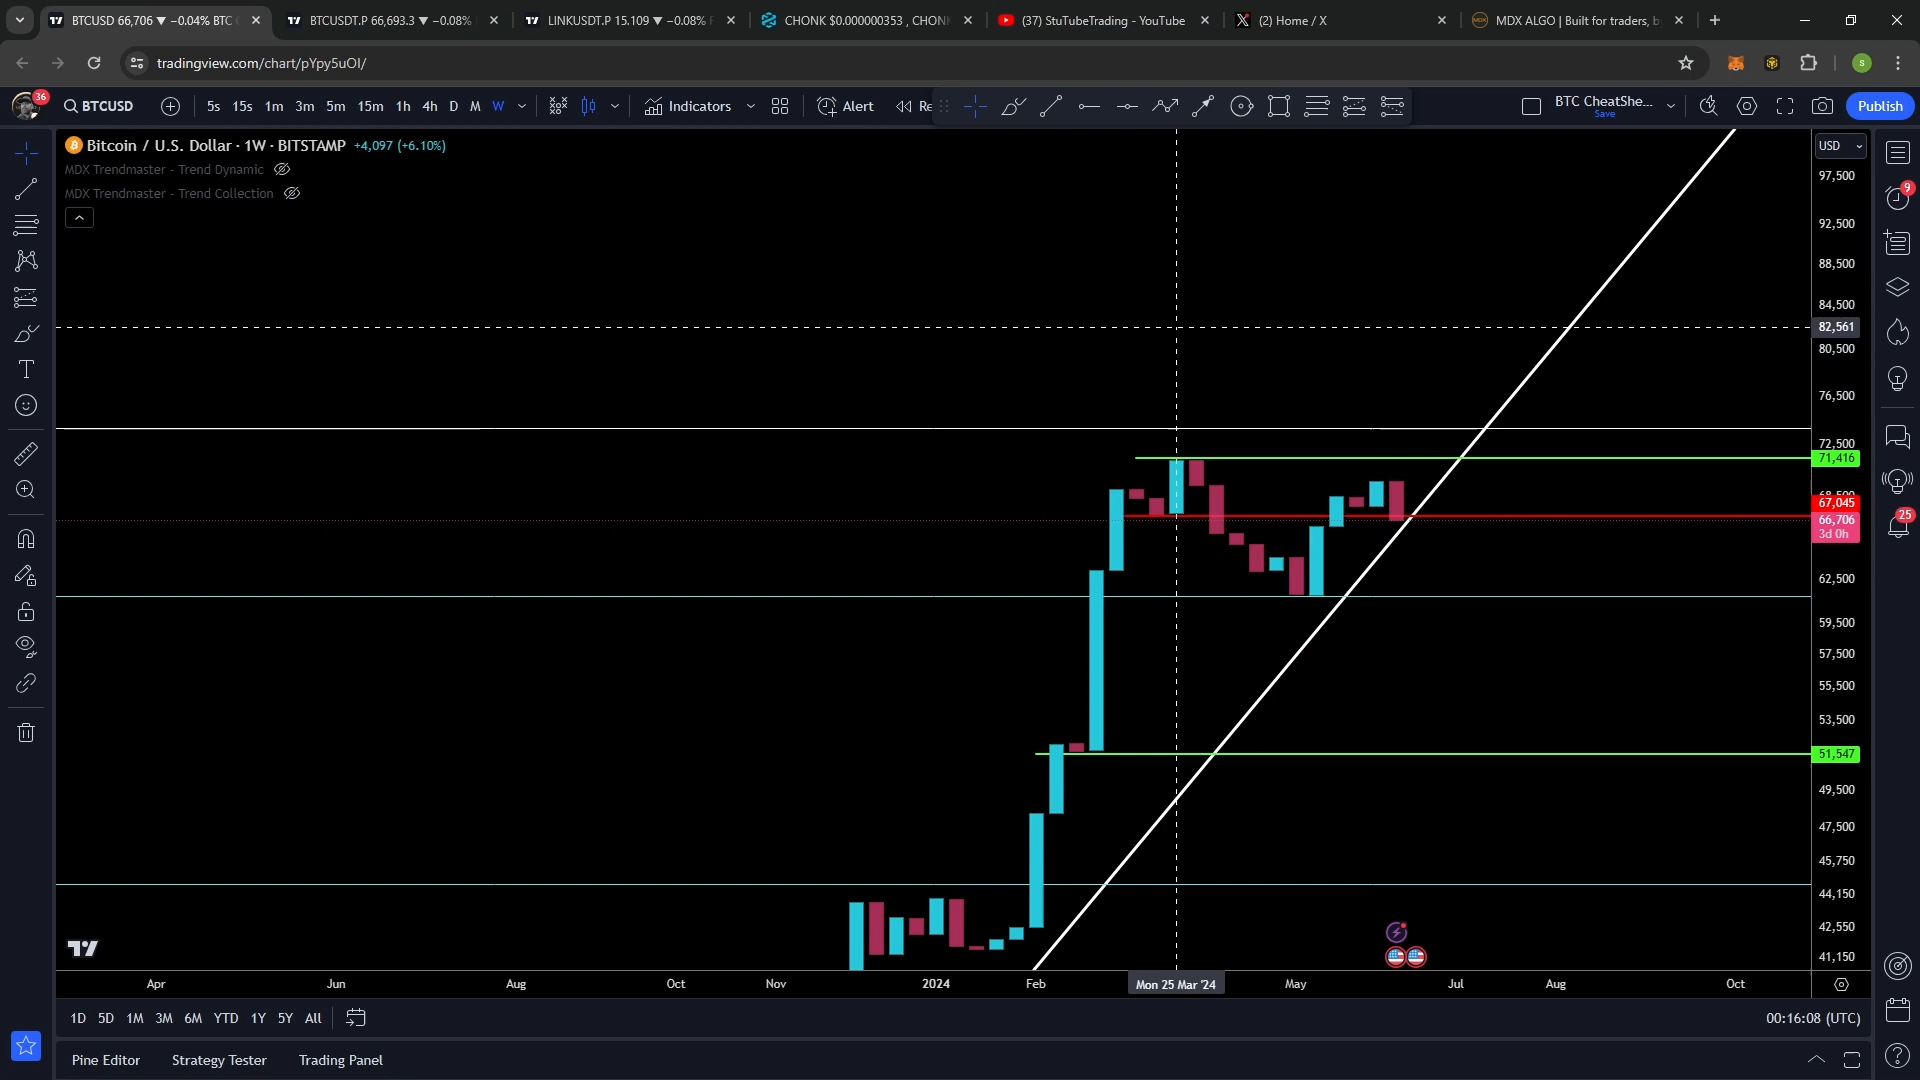 BTCUSD 66,706 ▼ −0.04% BTC
BTCUSDT.P 66,693.3 ▼ −0.08%
LINKUSDT.P 15.109 ▼ −0.08%
CHONK $0.000000353 , CHON
(37) StuTubeTrading - YouTube
(2) Home / X
MDX ALGO | Built for traders, b
tradingview.com/chart/pYpy5uOI/
S
36
BTCUSD
5s 15s 1m 3m 5m 15m 1h 4h D M W
Indicators
Alert
Re
BTC CheatShe...
Save
Publish
Bitcoin / U.S. Dollar · 1W · BITSTAMP +4,097 (+6.10%)
MDX Trendmaster - Trend Dynamic
MDX Trendmaster - Trend Collection
USD
97,500
92,500
88,500
84,500
82,561
80,500
76,500
72,500
71,416
68,500
67,045
66,706
3d 0h
62,500
59,500
57,500
55,500
53,500
51,547
49,500
47,500
45,750
44,150
42,550
41,150
9
25
Apr Jun Aug Oct Nov 2024 Feb Mon 25 Mar '24 May Jul Aug Oct
1D 5D 1M 3M 6M YTD 1Y 5Y All
00:16:08 (UTC)
Pine Editor Strategy Tester Trading Panel